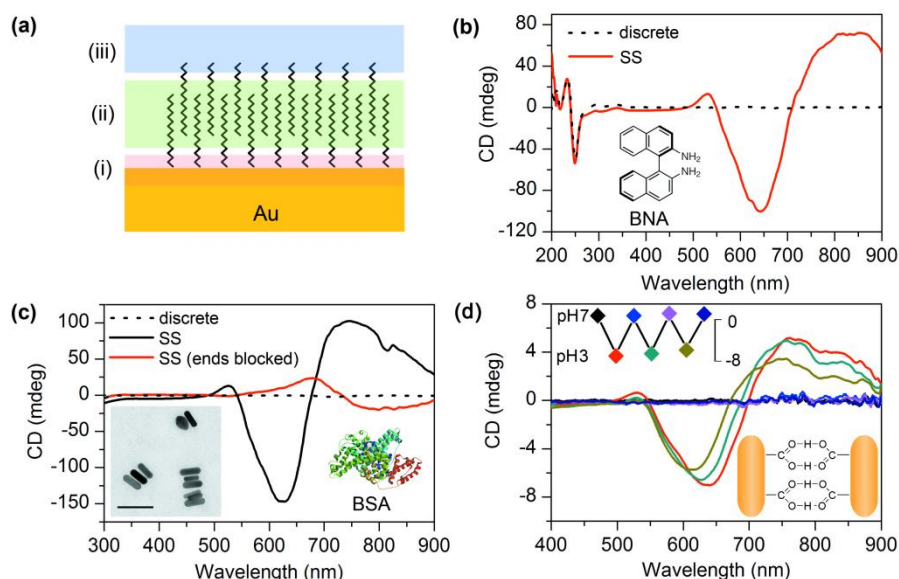 (a)
(iii)
(ii)
(i)
Au
(b)
discrete
SS
CD (mdeg)
80
40
0
-40
-80
-120
NH₂
NH₂
BNA
200 300 400 500 600 700 800 900
Wavelength (nm)
(c)
discrete
SS
SS (ends blocked)
CD (mdeg)
100
50
0
-50
-100
-150
BSA
300 400 500 600 700 800 900
Wavelength (nm)
(d)
pH7
pH3
0
-8
CD (mdeg)
8
4
0
-4
-8
O-H-O
C C
O-H-O
O-H-O
C C
O-H-O
400 500 600 700 800 900
Wavelength (nm)